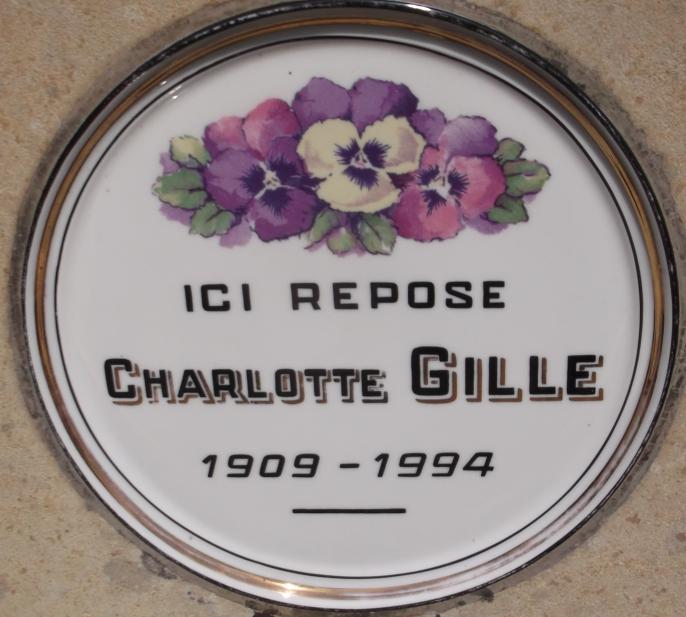 ICI REPOSE
CHARLOTTE GILLE
1909 - 1994